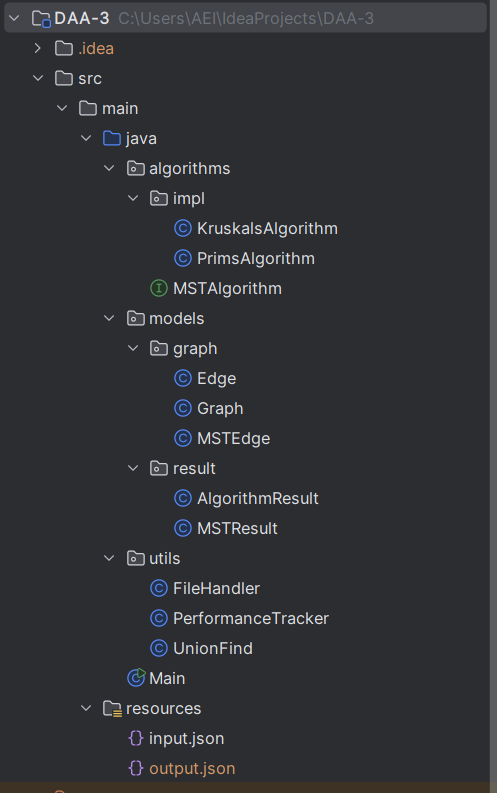 DAA-3 C:\Users\AEI\IdeaProjects\DAA-3
.idea
src
main
java
algorithms
impl
KruskalsAlgorithm
PrimsAlgorithm
MSTAlgorithm
models
graph
Edge
Graph
MSTEdge
result
AlgorithmResult
MSTResult
utils
FileHandler
PerformanceTracker
UnionFind
Main
resources
input.json
output.json